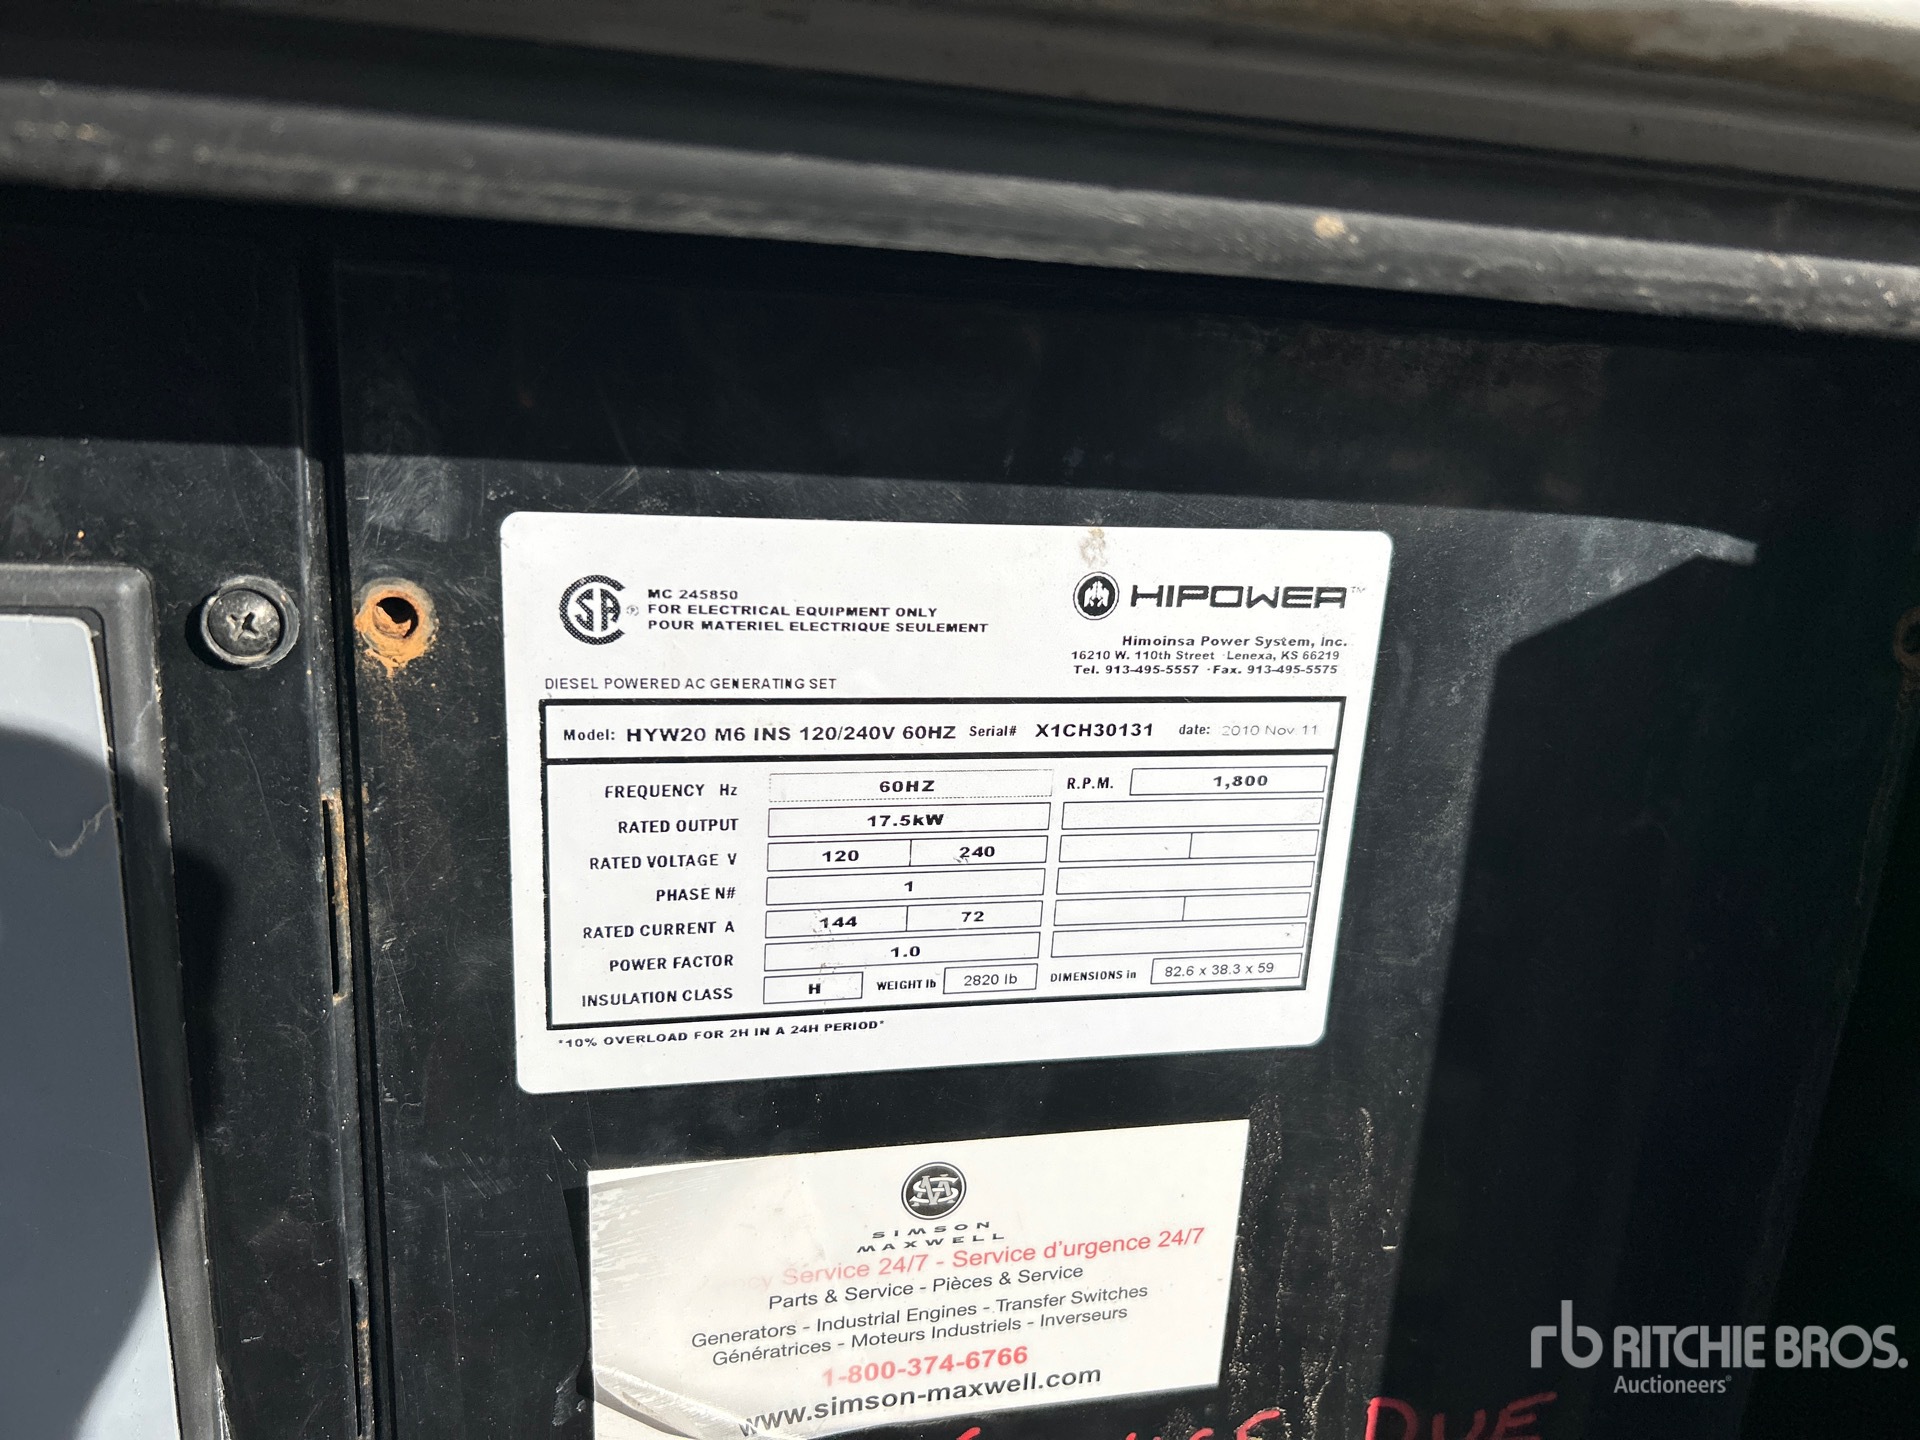 CSA ® MC 245850
FOR ELECTRICAL EQUIPMENT ONLY
POUR MATERIEL ELECTRIQUE SEULEMENT
HIPOWER™
Himoinsa Power System, Inc.
16210 W. 110th Street · Lenexa, KS 66219
Tel. 913-495-5557 · Fax. 913-495-5575
DIESEL POWERED AC GENERATING SET
Model: HYW20 M6 INS 120/240V 60HZ Serial# X1CH30131 date: 2010 Nov 11
FREQUENCY Hz 60HZ R.P.M. 1,800
RATED OUTPUT 17.5kW
RATED VOLTAGE V 120 240
PHASE N# 1
RATED CURRENT A 144 72
POWER FACTOR 1.0
INSULATION CLASS H WEIGHT lb 2820 lb DIMENSIONS in 82.6 x 38.3 x 59
*10% OVERLOAD FOR 2H IN A 24H PERIOD*
SIMSON
MAXWELL
Service 24/7 - Service d'urgence 24/7
Parts & Service - Pièces & Service
Generators - Industrial Engines - Transfer Switches
Génératrices - Moteurs Industriels - Inverseurs
1-800-374-6766
www.simson-maxwell.com
DUE
rb RITCHIE BROS.
Auctioneers®